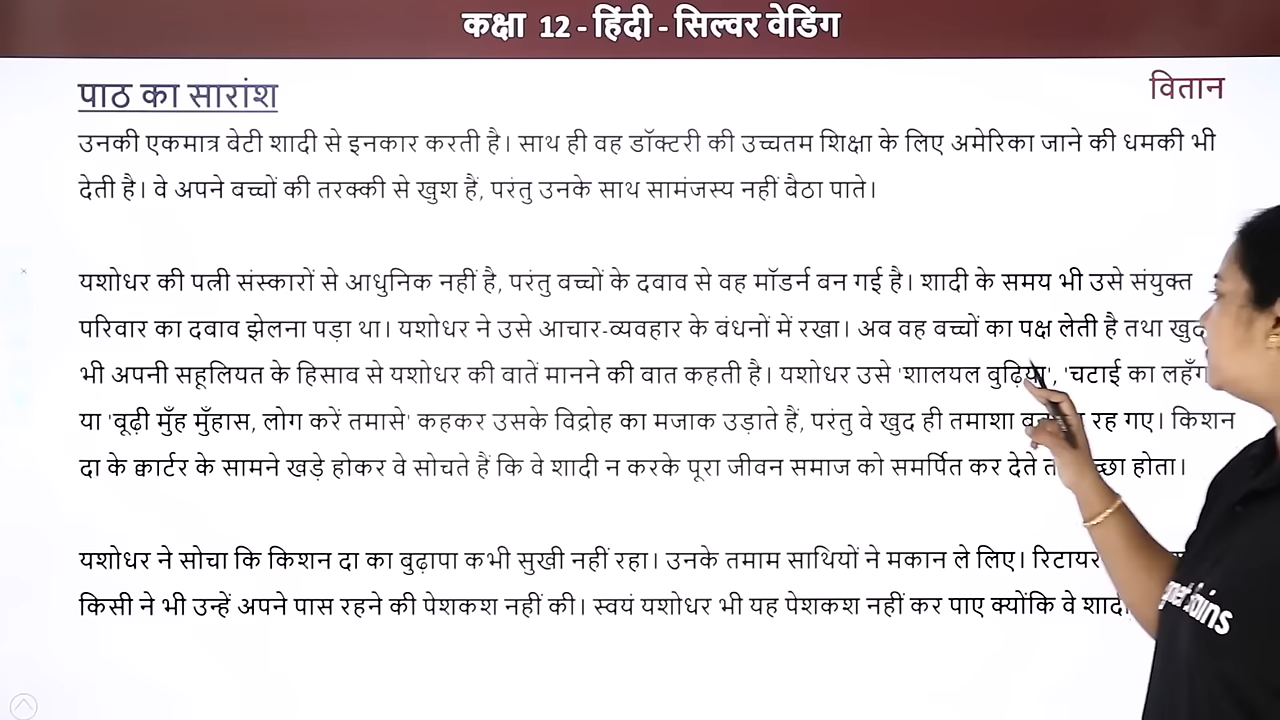 कक्षा 12 - हिंदी - सिल्वर वेडिंग
पाठ का सारांश
वितान
उनकी एकमात्र बेटी शादी से इनकार करती है। साथ ही वह डॉक्टरी की उच्चतम शिक्षा के लिए अमेरिका जाने की धमकी भी
देती है। वे अपने बच्चों की तरक्की से खुश हैं, परंतु उनके साथ सामंजस्य नहीं बैठा पाते।
यशोधर की पत्नी संस्कारों से आधुनिक नहीं है, परंतु बच्चों के दबाव से वह मॉडर्न बन गई है। शादी के समय भी उसे संयुक्त
परिवार का दबाव झेलना पड़ा था। यशोधर ने उसे आचार-व्यवहार के बंधनों में रखा। अब वह बच्चों का पक्ष लेती है तथा
भी अपनी सहूलियत के हिसाब से यशोधर की बातें मानने की बात कहती है। यशोधर उसे 'शालयल बुढ़िया', 'चटाई का
या 'बूढ़ी मुँह मुँहासे, लोग करें तमासे' कहकर उसके विद्रोह का मजाक उड़ाते हैं, परंतु वे खुद ही तमाशा रह गए। किशन
दा के क्वार्टर के सामने खड़े होकर वे सोचते हैं कि वे शादी न करके पूरा जीवन समाज को समर्पित कर देते होता।
यशोधर ने सोचा कि किशन दा का बुढ़ापा कभी सुखी नहीं रहा। उनके तमाम साथियों ने मकान ले लिए।
किसी ने भी उन्हें अपने पास रहने की पेशकश नहीं की। स्वयं यशोधर भी यह पेशकश नहीं कर पाए क्योंकि वे